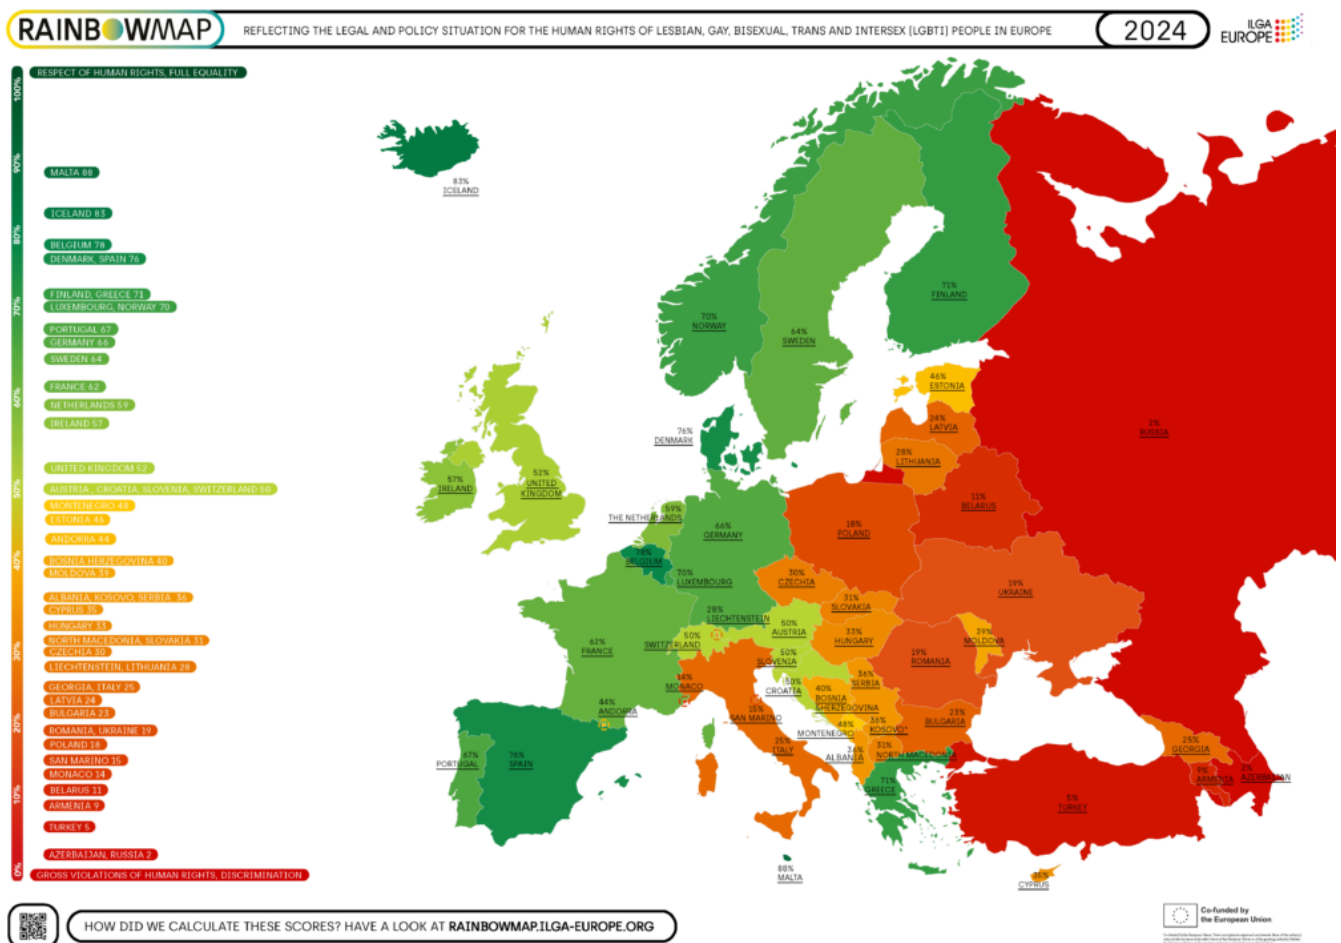 RAINBOWMAP
REFLECTING THE LEGAL AND POLICY SITUATION FOR THE HUMAN RIGHTS OF LESBIAN, GAY, BISEXUAL, TRANS AND INTERSEX (LGBTI) PEOPLE IN EUROPE
2024
ILGA
EUROPE
100%
90%
80%
70%
60%
50%
40%
30%
20%
10%
0%
RESPECT OF HUMAN RIGHTS, FULL EQUALITY
MALTA 88
ICELAND 83
BELGIUM 78
DENMARK, SPAIN 76
FINLAND, GREECE 71
LUXEMBOURG, NORWAY 70
PORTUGAL 67
GERMANY 66
SWEDEN 64
FRANCE 62
NETHERLANDS 59
IRELAND 57
UNITED KINGDOM 52
AUSTRIA , CROATIA, SLOVENIA, SWITZERLAND 50
MONTENEGRO 48
ESTONIA 46
ANDORRA 44
BOSNIA HERZEGOVINA 40
MOLDOVA 39
ALBANIA, KOSOVO, SERBIA 36
CYPRUS 35
HUNGARY 33
NORTH MACEDONIA, SLOVAKIA 31
CZECHIA 30
LIECHTENSTEIN, LITHUANIA 28
GEORGIA, ITALY 25
LATVIA 24
BULGARIA 23
ROMANIA, UKRAINE 19
POLAND 18
SAN MARINO 15
MONACO 14
BELARUS 11
ARMENIA 9
TURKEY 5
AZERBAIJAN, RUSSIA 2
GROSS VIOLATIONS OF HUMAN RIGHTS, DISCRIMINATION
83%
ICELAND
70%
NORWAY
64%
SWEDEN
71%
FINLAND
46%
ESTONIA
24%
LATVIA
28%
LITHUANIA
2%
RUSSIA
76%
DENMARK
57%
IRELAND
52%
UNITED
KINGDOM
59%
THE NETHERLANDS
66%
GERMANY
18%
POLAND
11%
BELARUS
78%
BELGIUM
70%
LUXEMBOURG
30%
CZECHIA
31%
SLOVAKIA
19%
UKRAINE
28%
LIECHTENSTEIN
50%
AUSTRIA
33%
HUNGARY
39%
MOLDOVA
62%
FRANCE
50%
SWITZERLAND
50%
SLOVENIA
19%
ROMANIA
14%
MONACO
50%
CROATIA
40%
BOSNIA
&HERZEGOVINA
36%
SERBIA
44%
ANDORRA
15%
SAN MARINO
48%
MONTENEGRO
36%
KOSOVO*
23%
BULGARIA
67%
PORTUGAL
76%
SPAIN
25%
ITALY
36%
ALBANIA
31%
NORTH MACEDONIA
71%
GREECE
25%
GEORGIA
9%
ARMENIA
2%
AZERBAIJAN
5%
TURKEY
88%
MALTA
35%
CYPRUS
HOW DID WE CALCULATE THESE SCORES? HAVE A LOOK AT RAINBOWMAP.ILGA-EUROPE.ORG
Co-funded by
the European Union